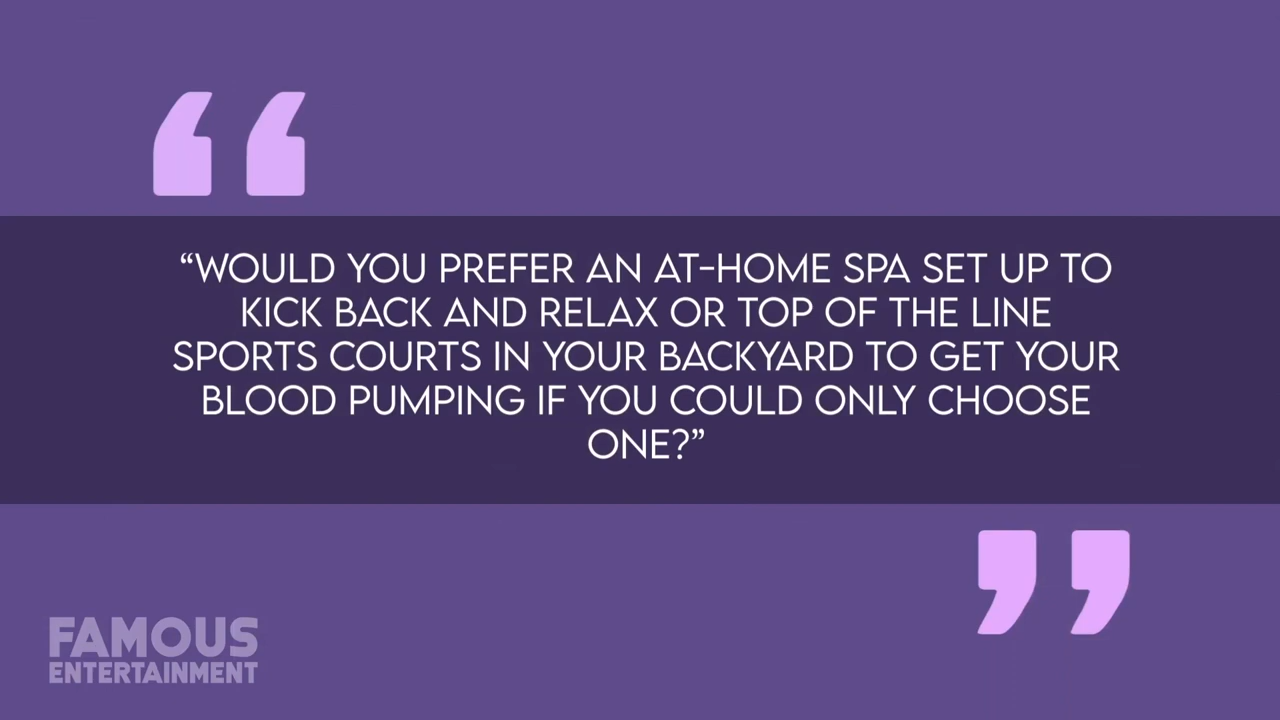 “WOULD YOU PREFER AN AT-HOME SPA SET UP TO
KICK BACK AND RELAX OR TOP OF THE LINE
SPORTS COURTS IN YOUR BACKYARD TO GET YOUR
BLOOD PUMPING IF YOU COULD ONLY CHOOSE
ONE?”
FAMOUS
ENTERTAINMENT